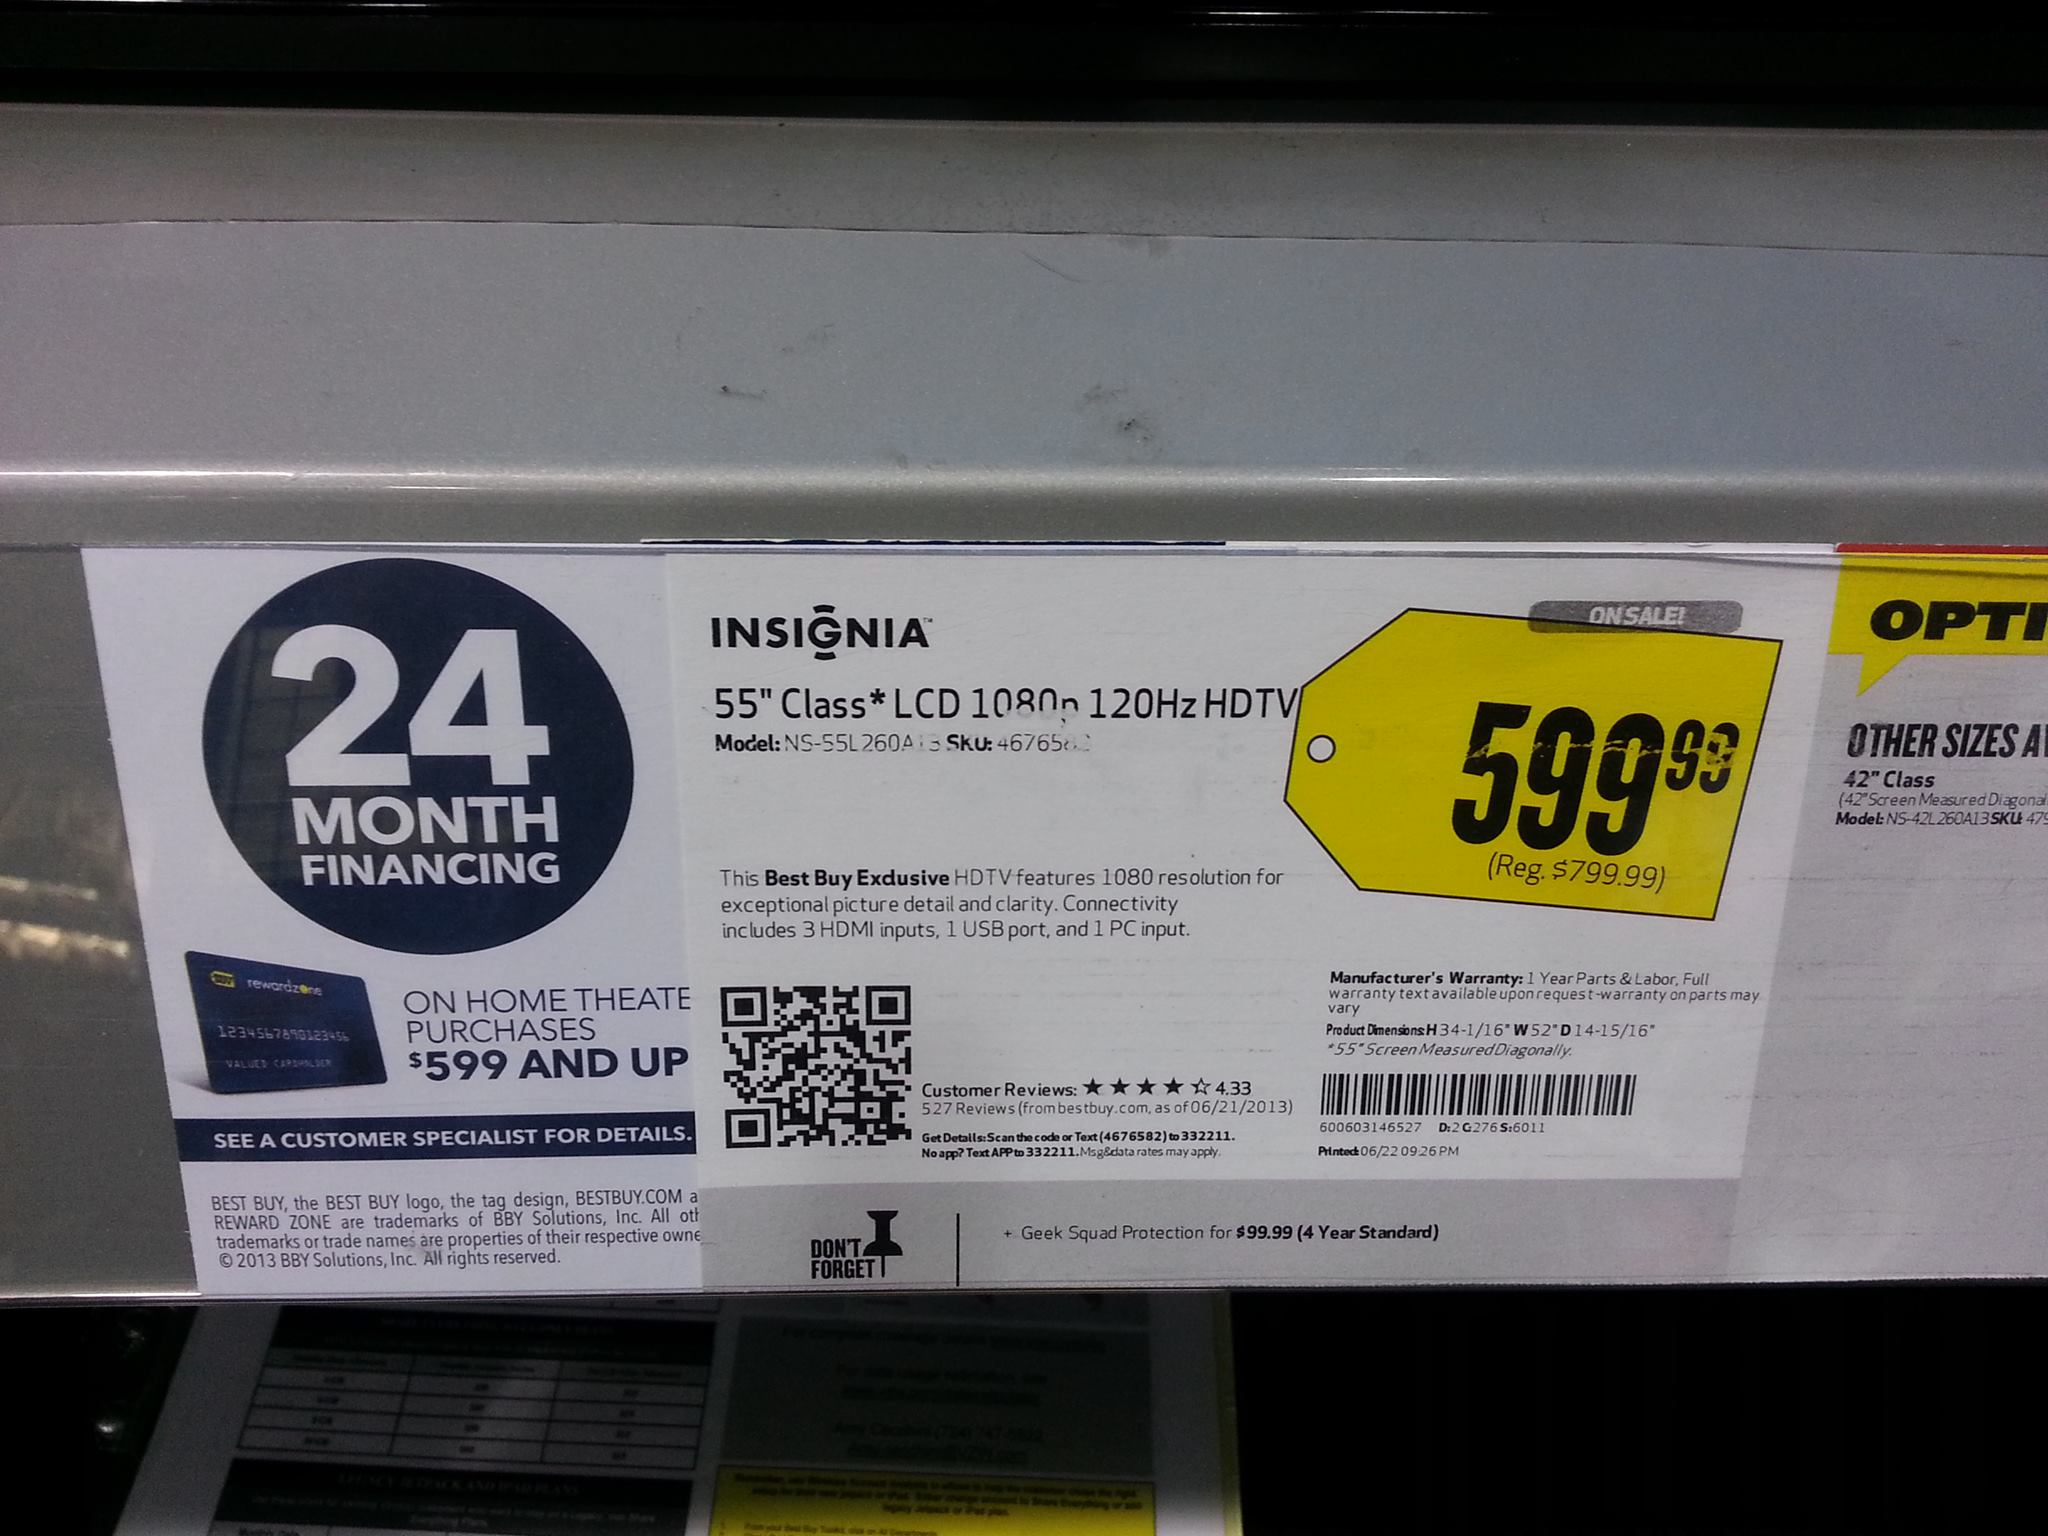 24
MONTH
FINANCING
rewardzone
1234567890123456
VALUED CARDHOLDER
ON HOME THEATE
PURCHASES
$599 AND UP
SEE A CUSTOMER SPECIALIST FOR DETAILS.
BEST BUY, the BEST BUY logo, the tag design, BESTBUY.COM a
REWARD ZONE are trademarks of BBY Solutions, Inc. All oth
trademarks or trade names are properties of their respective owne
© 2013 BBY Solutions, Inc. All rights reserved.
INSIGNIA™
55" Class* LCD 1080p 120Hz HDTV
Model: NS-55L260A13 SKU: 4676582
This Best Buy Exclusive HDTV features 1080 resolution for
exceptional picture detail and clarity. Connectivity
includes 3 HDMI inputs, 1 USB port, and 1 PC input.
Customer Reviews: ★★★★☆ 4.33
527 Reviews (from bestbuy.com, as of 06/21/2013)
Get Details: Scan the code or Text (4676582) to 332211.
No app? Text APP to 332211. Msg&data rates may apply.
ON SALE!
599 99
(Reg. $799.99)
Manufacturer's Warranty: 1 Year Parts & Labor, Full
warranty text available upon request-warranty on parts may
vary
Product Dimensions: H 34-1/16" W 52" D 14-15/16"
*55" Screen Measured Diagonally.
600603146527 D:2 C:276 S:6011
Printed: 06/22 09:26 PM
DON'T
FORGET
+ Geek Squad Protection for $99.99 (4 Year Standard)
OPTI
OTHER SIZES AV
42" Class
(42" Screen Measured Diagonal
Model: NS-42L260A13 SKU: 479
LEGACY JETPACK AND IPAD PLANS